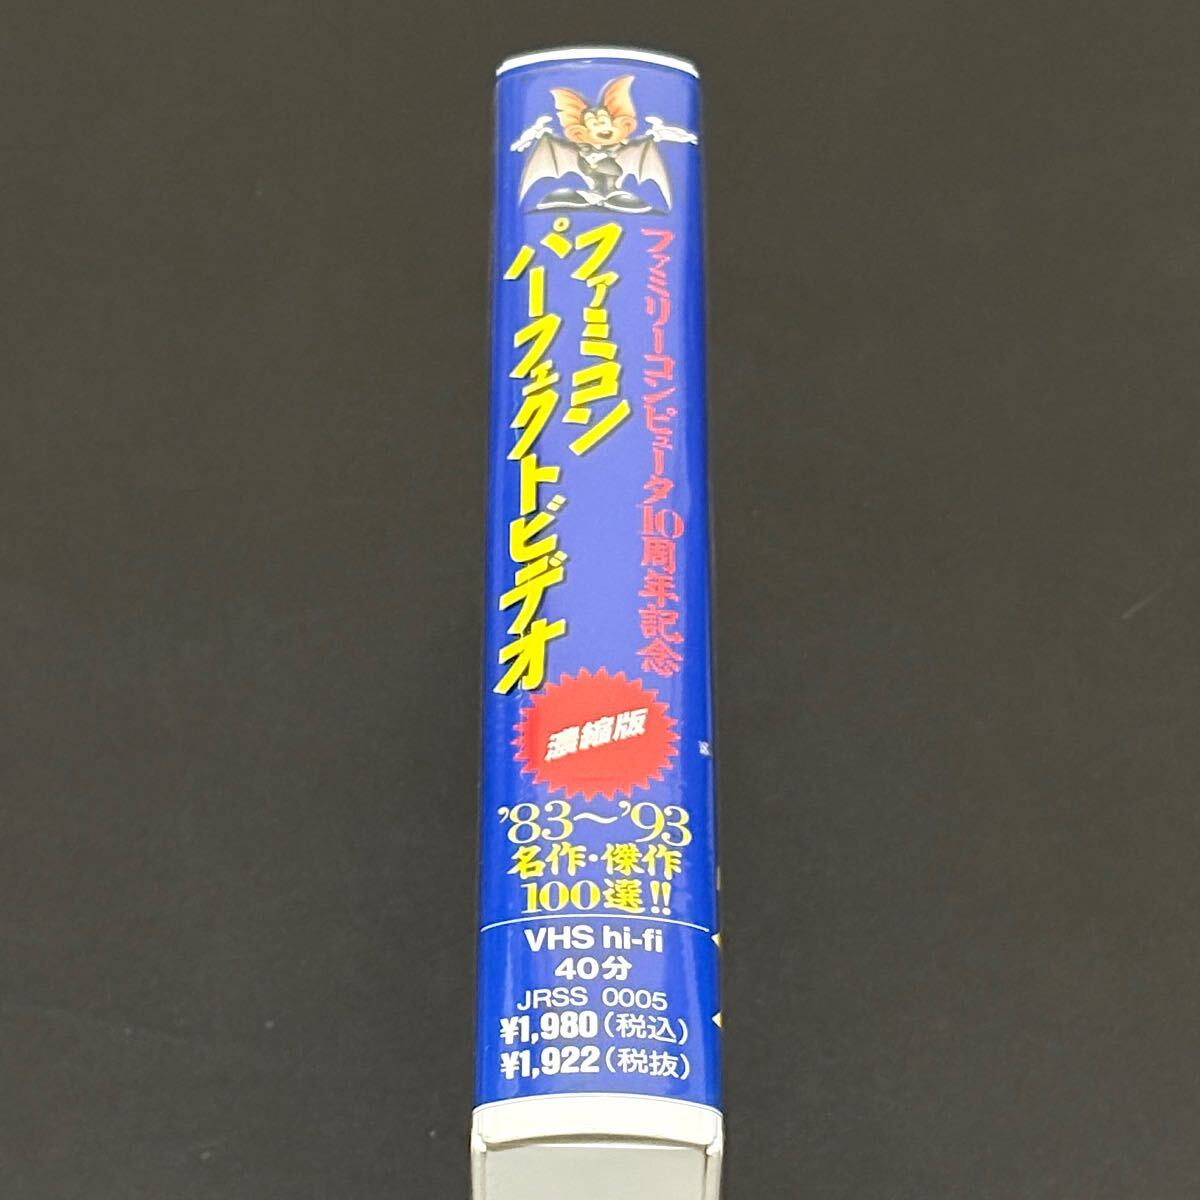 ファミリーコンピュータ10周年記念
ファミコン
パーフェクトビデオ
濃縮版
'83〜'93
名作・傑作
100選!!
VHS hi-fi
40分
JRSS 0005
¥1,980(税込)
¥1,922(税抜)